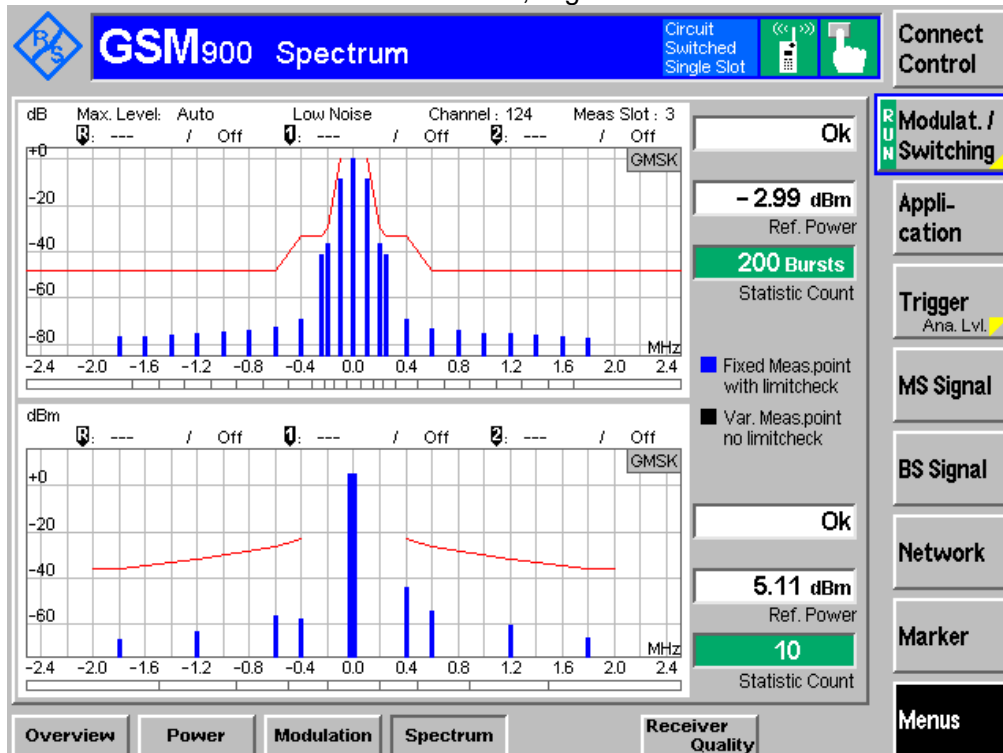 R/S
GSM900 Spectrum
Circuit
Switched
Single Slot
Connect
Control
dB Max. Level: Auto Low Noise Channel : 124 Meas Slot : 3
R: --- / Off 1: --- / Off 2: --- / Off
+0
GMSK
-20
-40
-60
-80
MHz
-2.4 -2.0 -1.6 -1.2 -0.8 -0.4 0.0 0.4 0.8 1.2 1.6 2.0 2.4
Ok
-2.99 dBm
Ref. Power
200 Bursts
Statistic Count
Fixed Meas.point
with limitcheck
Var. Meas.point
no limitcheck
dBm
R: --- / Off 1: --- / Off 2: --- / Off
GMSK
+0
-20
-40
-60
MHz
-2.4 -2.0 -1.6 -1.2 -0.8 -0.4 0.0 0.4 0.8 1.2 1.6 2.0 2.4
Ok
5.11 dBm
Ref. Power
10
Statistic Count
RUN
Modulat. /
Switching
Appli-
cation
Trigger
Ana. Lvl.
MS Signal
BS Signal
Network
Marker
Menus
Overview
Power
Modulation
Spectrum
Receiver
Quality